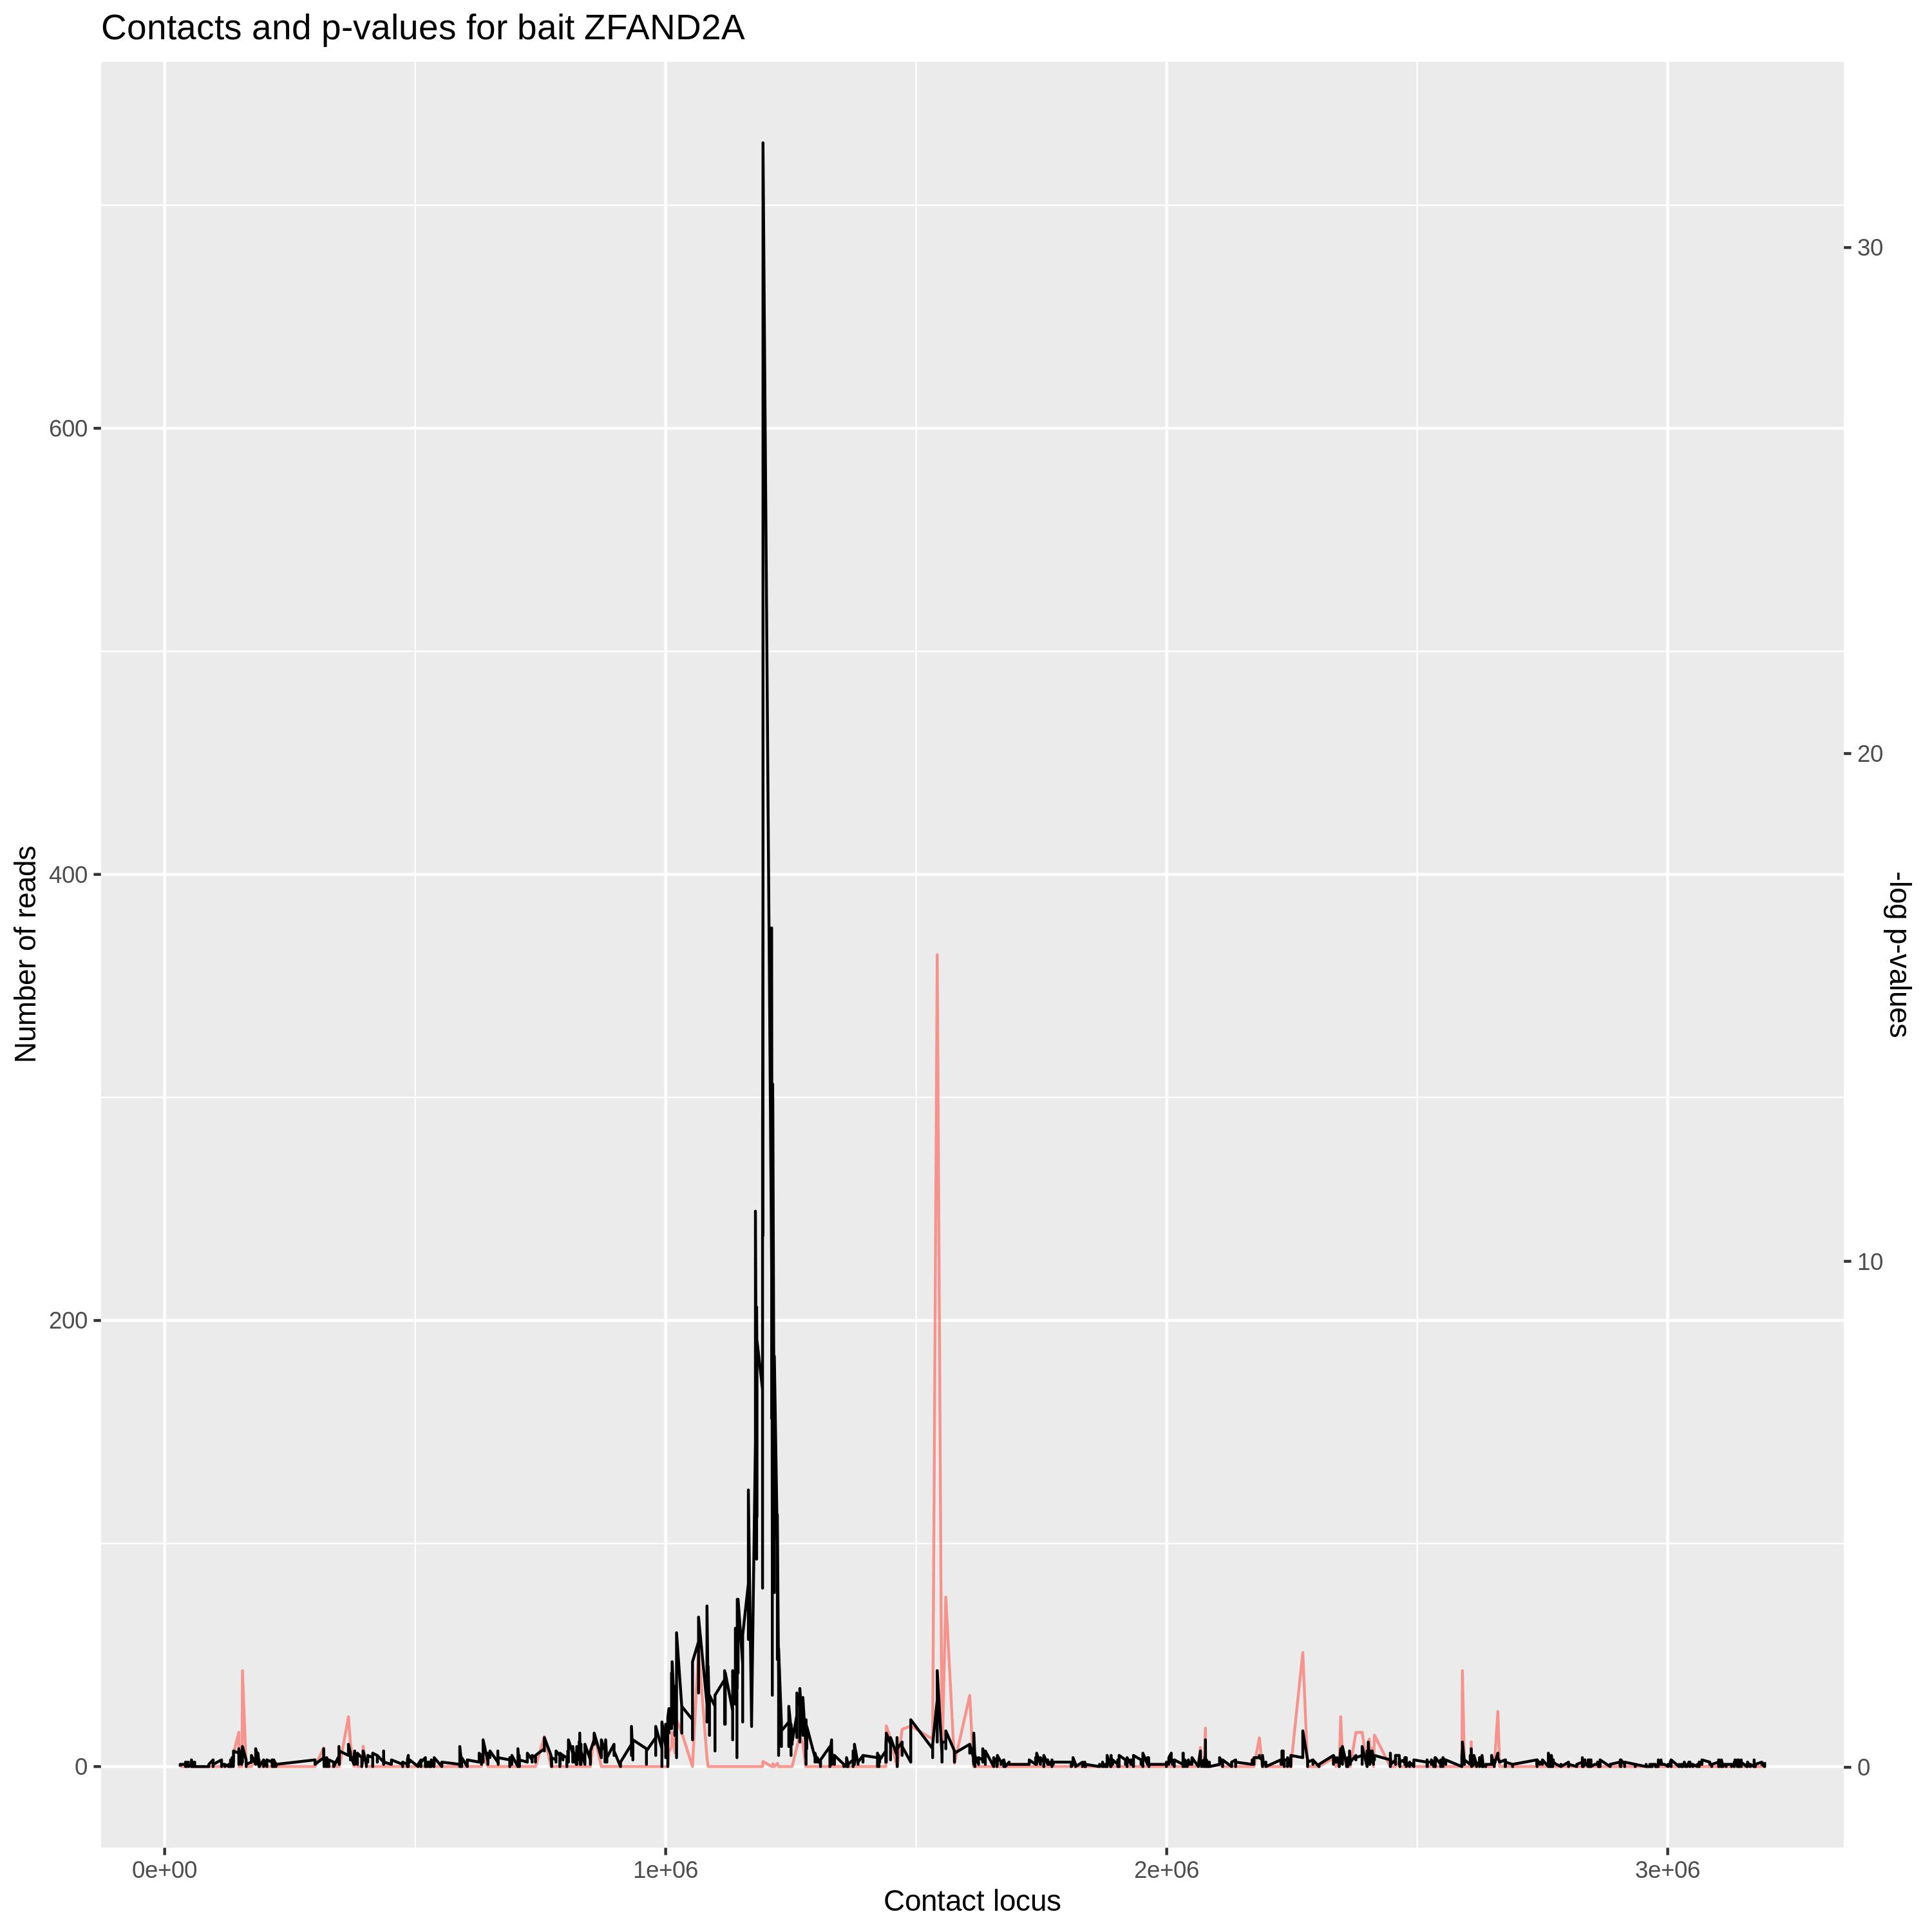 Contacts and p-values for bait ZFAND2A
600
400
200
0
30
20
10
0
Number of reads
-log p-values
0e+00
1e+06
2e+06
3e+06
Contact locus